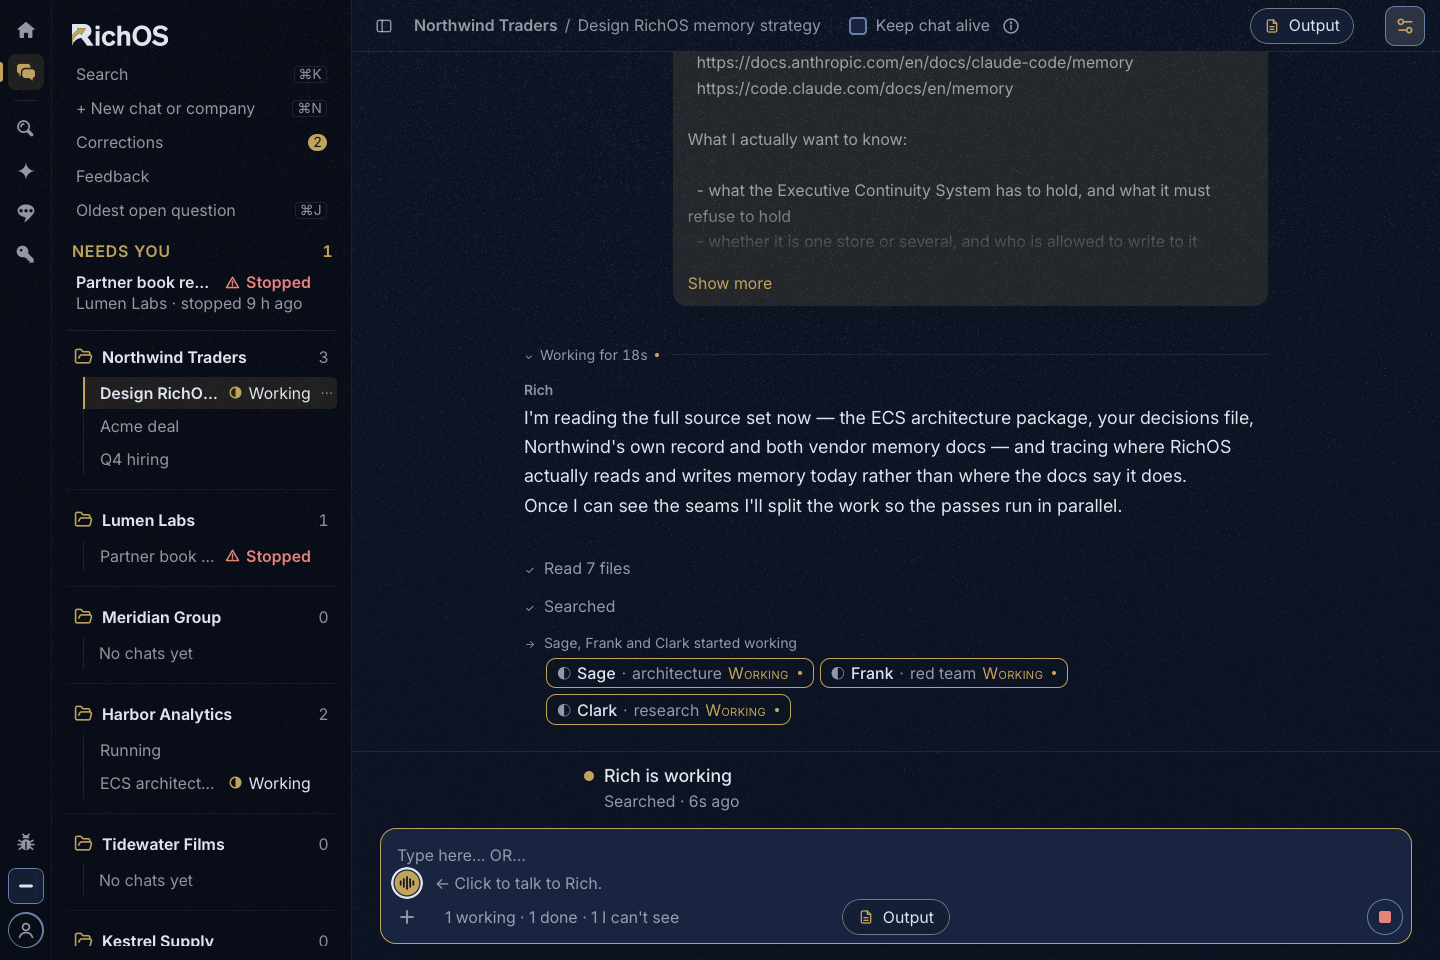 RichOS
Search ⌘K
+ New chat or company ⌘N
Corrections 2
Feedback
Oldest open question ⌘J
NEEDS YOU 1
Partner book re... Stopped
Lumen Labs · stopped 9 h ago
Northwind Traders 3
Design RichO... Working ...
Acme deal
Q4 hiring
Lumen Labs 1
Partner book ... Stopped
Meridian Group 0
No chats yet
Harbor Analytics 2
Running
ECS architect... Working
Tidewater Films 0
No chats yet
Kestrel Supply 0
Northwind Traders / Design RichOS memory strategy Keep chat alive Output
https://docs.anthropic.com/en/docs/claude-code/memory
https://code.claude.com/docs/en/memory
What I actually want to know:
- what the Executive Continuity System has to hold, and what it must
refuse to hold
- whether it is one store or several, and who is allowed to write to it
Show more
Working for 18s •
Rich
I'm reading the full source set now — the ECS architecture package, your decisions file,
Northwind's own record and both vendor memory docs — and tracing where RichOS
actually reads and writes memory today rather than where the docs say it does.
Once I can see the seams I'll split the work so the passes run in parallel.
✓ Read 7 files
✓ Searched
→ Sage, Frank and Clark started working
Sage · architecture Working •
Frank · red team Working •
Clark · research Working •
Rich is working
Searched · 6s ago
Type here... OR...
← Click to talk to Rich.
+ 1 working · 1 done · 1 I can't see Output